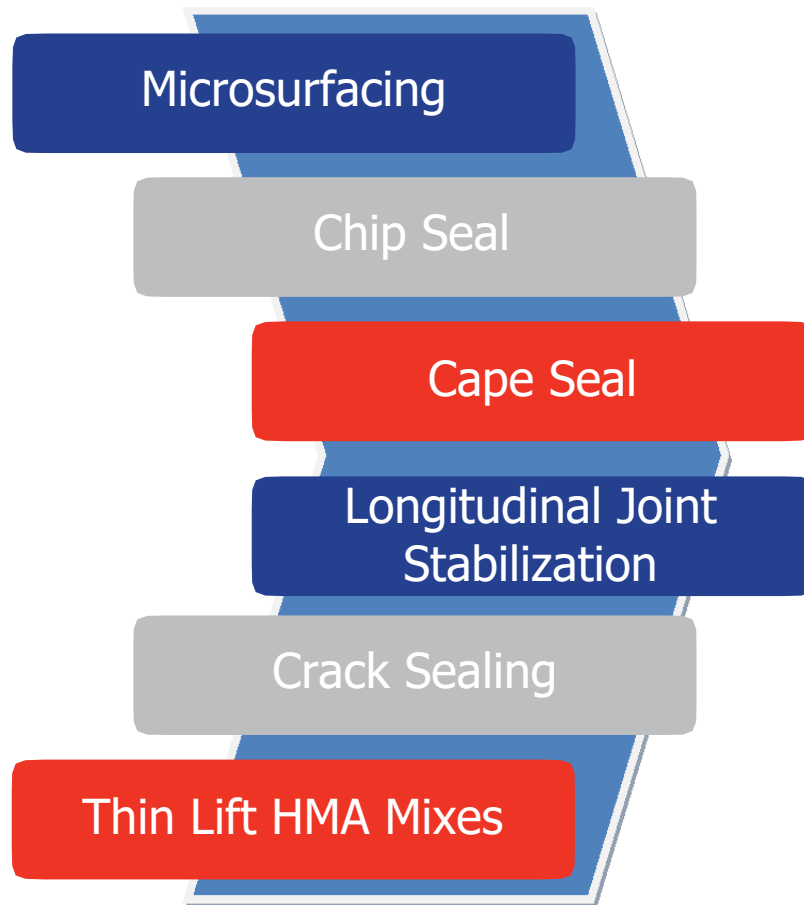 Microsurfacing
Chip Seal
Cape Seal
Longitudinal Joint
Stabilization
Crack Sealing
Thin Lift HMA Mixes